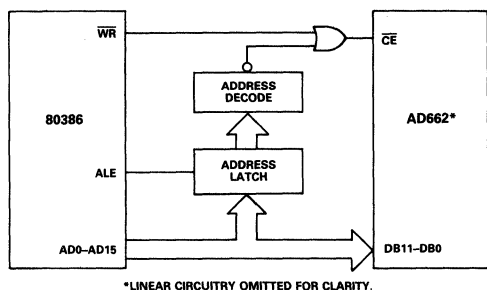 WR
CE
ADDRESS
DECODE
80386
AD662*
ALE
ADDRESS
LATCH
AD0–AD15
DB11–DB0
*LINEAR CIRCUITRY OMITTED FOR CLARITY.